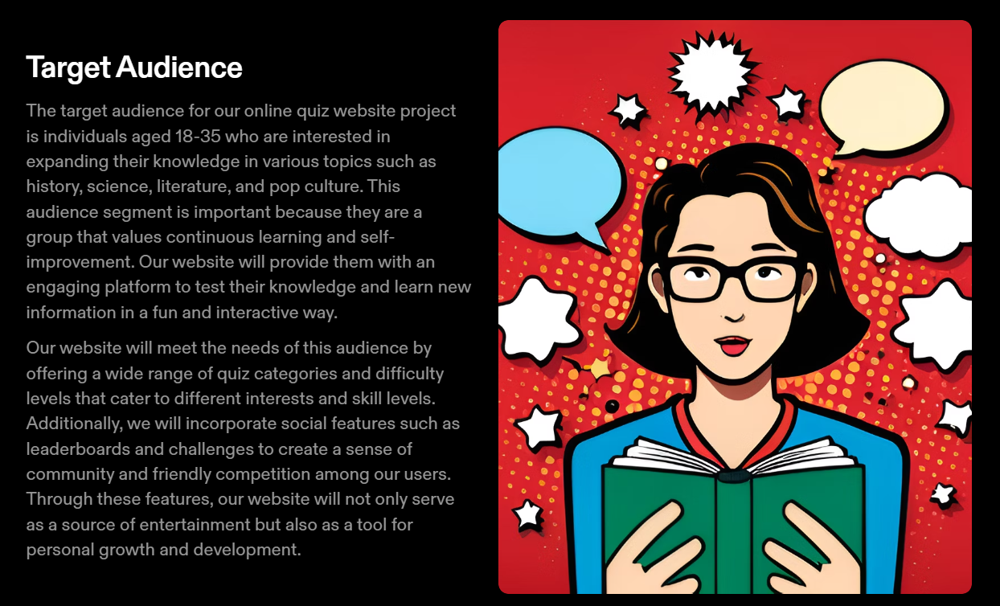 Target Audience
The target audience for our online quiz website project
is individuals aged 18-35 who are interested in
expanding their knowledge in various topics such as
history, science, literature, and pop culture. This
audience segment is important because they are a
group that values continuous learning and self-
improvement. Our website will provide them with an
engaging platform to test their knowledge and learn new
information in a fun and interactive way.
Our website will meet the needs of this audience by
offering a wide range of quiz categories and difficulty
levels that cater to different interests and skill levels.
Additionally, we will incorporate social features such as
leaderboards and challenges to create a sense of
community and friendly competition among our users.
Through these features, our website will not only serve
as a source of entertainment but also as a tool for
personal growth and development.